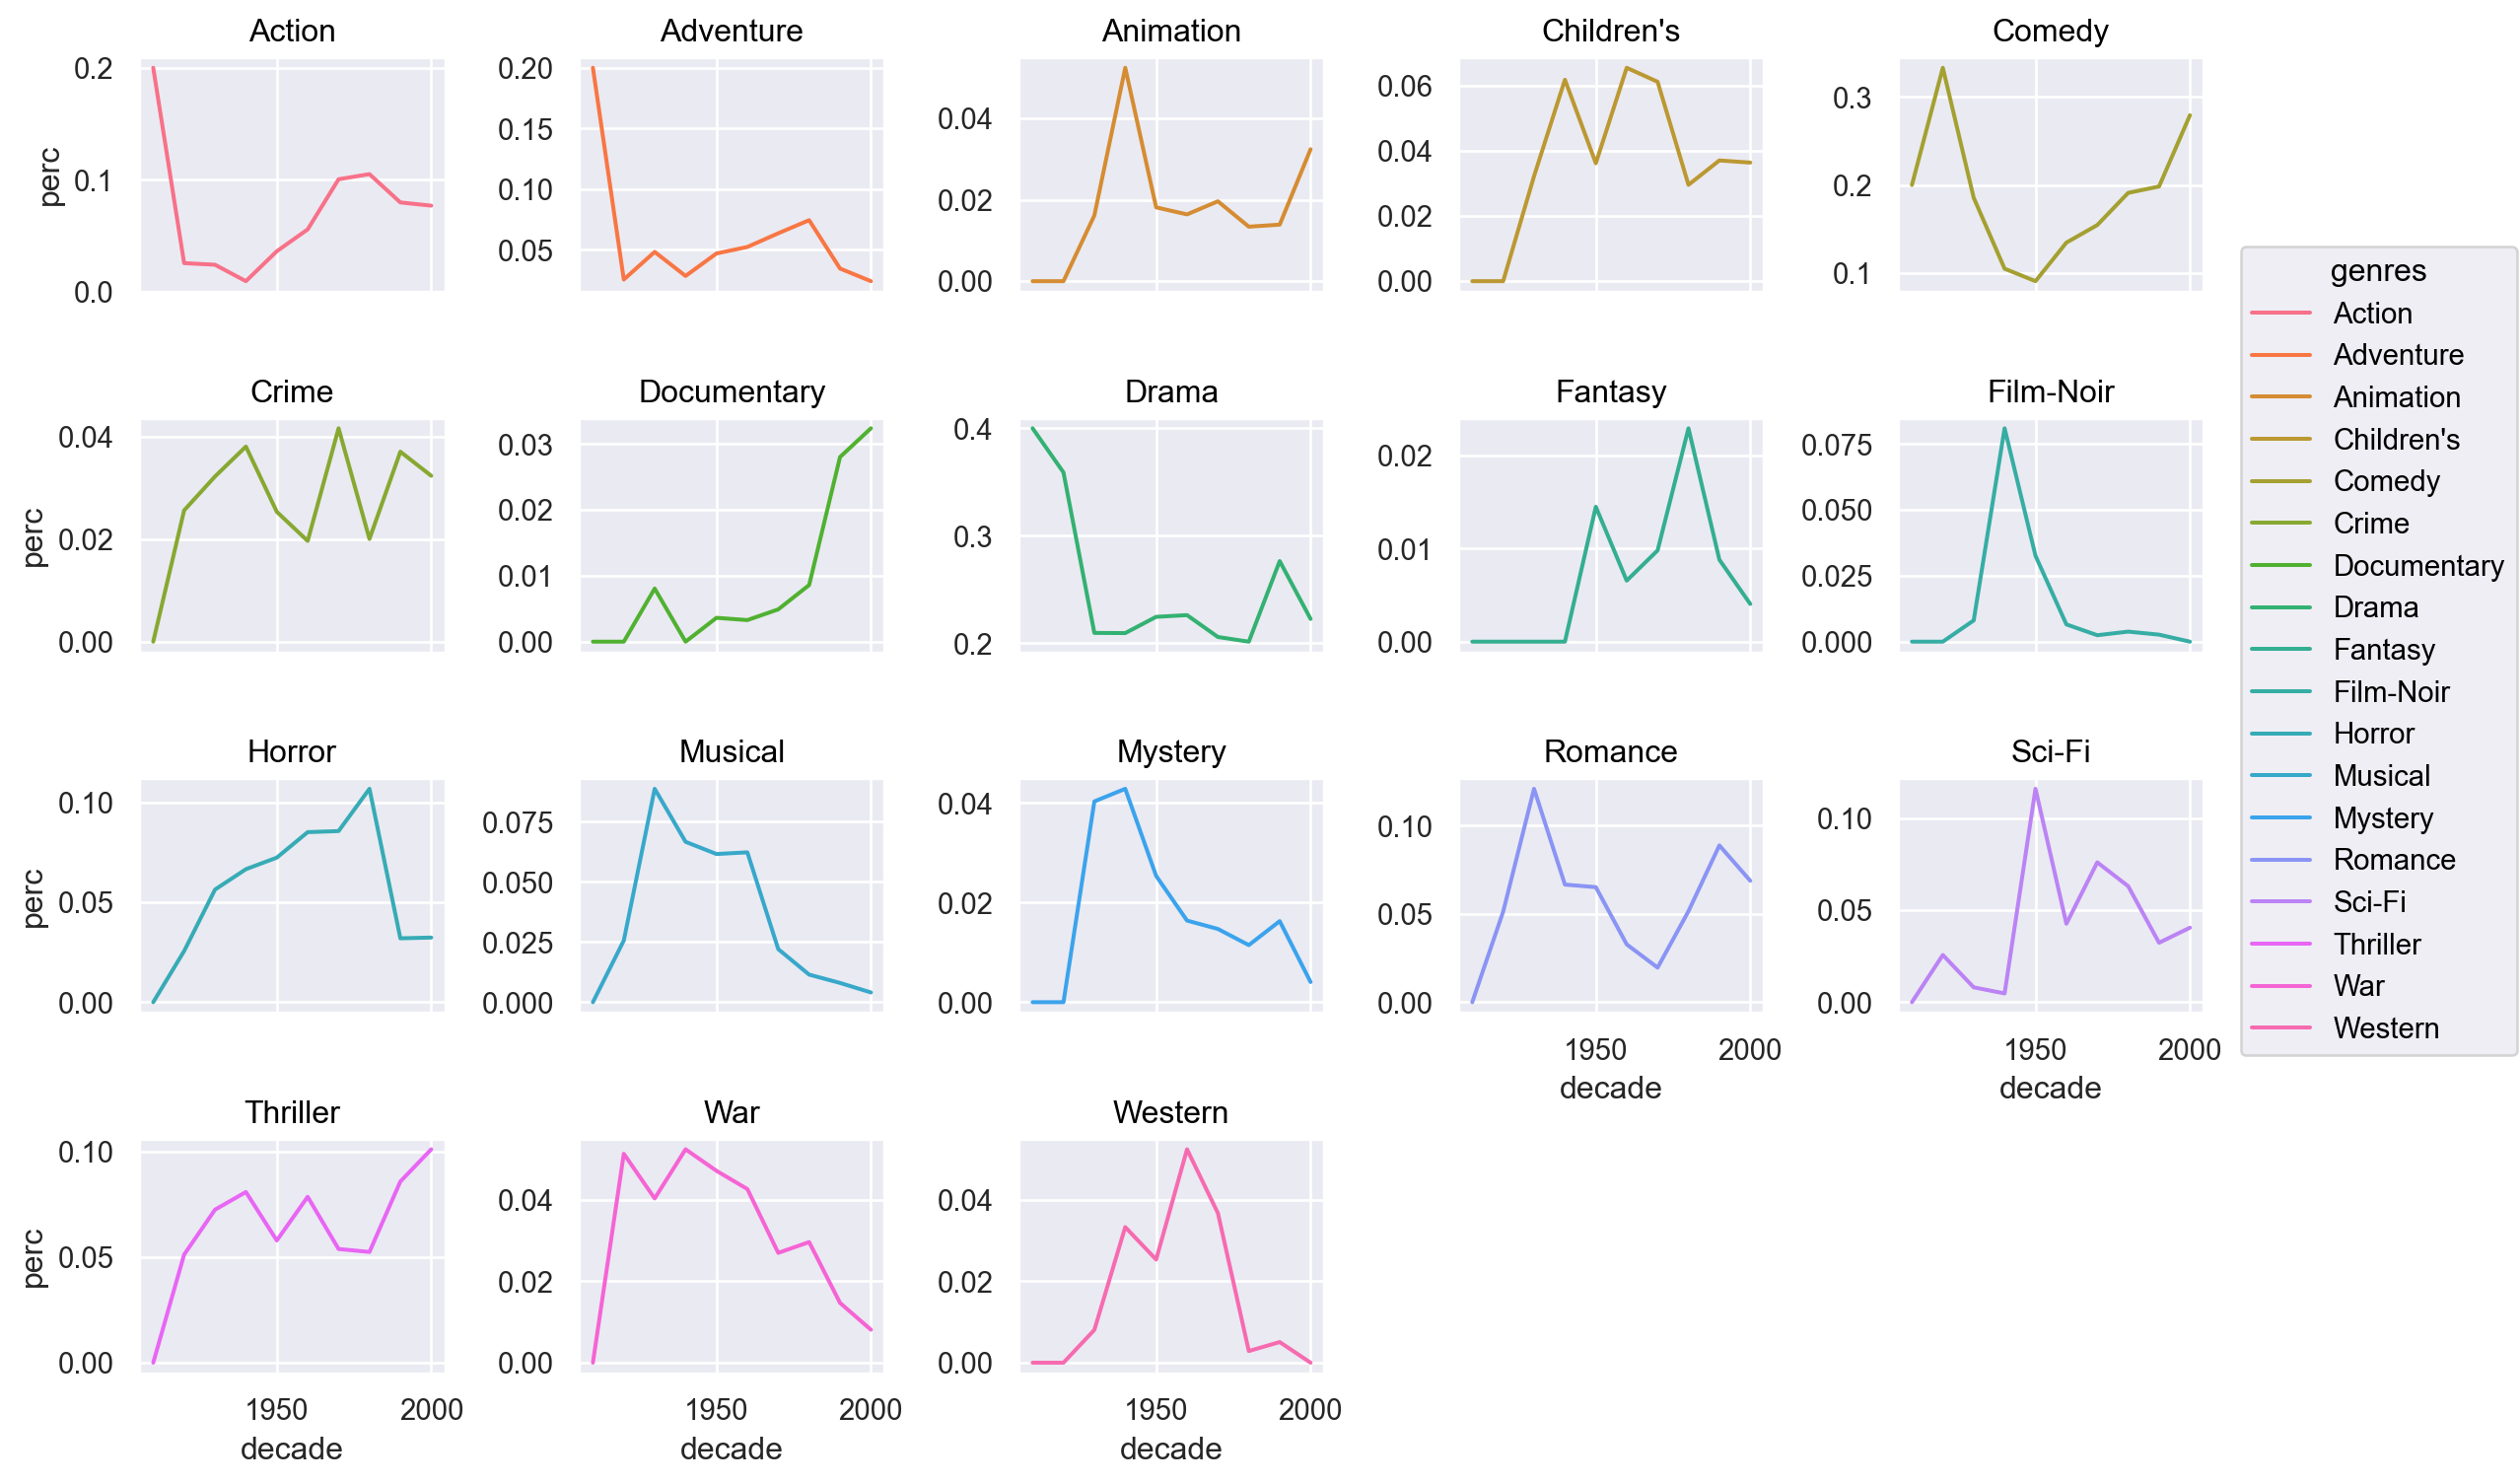 Action
Adventure
Animation
Children's
Comedy
0.2
0.1
0.0
perc
0.20
0.15
0.10
0.05
0.04
0.02
0.00
0.06
0.04
0.02
0.00
0.3
0.2
0.1
Crime
Documentary
Drama
Fantasy
Film-Noir
0.04
0.02
0.00
perc
0.03
0.02
0.01
0.00
0.4
0.3
0.2
0.02
0.01
0.00
0.075
0.050
0.025
0.000
Horror
Musical
Mystery
Romance
Sci-Fi
0.10
0.05
0.00
perc
0.075
0.050
0.025
0.000
0.04
0.02
0.00
0.10
0.05
0.00
1950 2000
decade
0.10
0.05
0.00
1950 2000
decade
Thriller
War
Western
0.10
0.05
0.00
perc
1950 2000
decade
0.04
0.02
0.00
1950 2000
decade
0.04
0.02
0.00
1950 2000
decade
genres
Action
Adventure
Animation
Children's
Comedy
Crime
Documentary
Drama
Fantasy
Film-Noir
Horror
Musical
Mystery
Romance
Sci-Fi
Thriller
War
Western